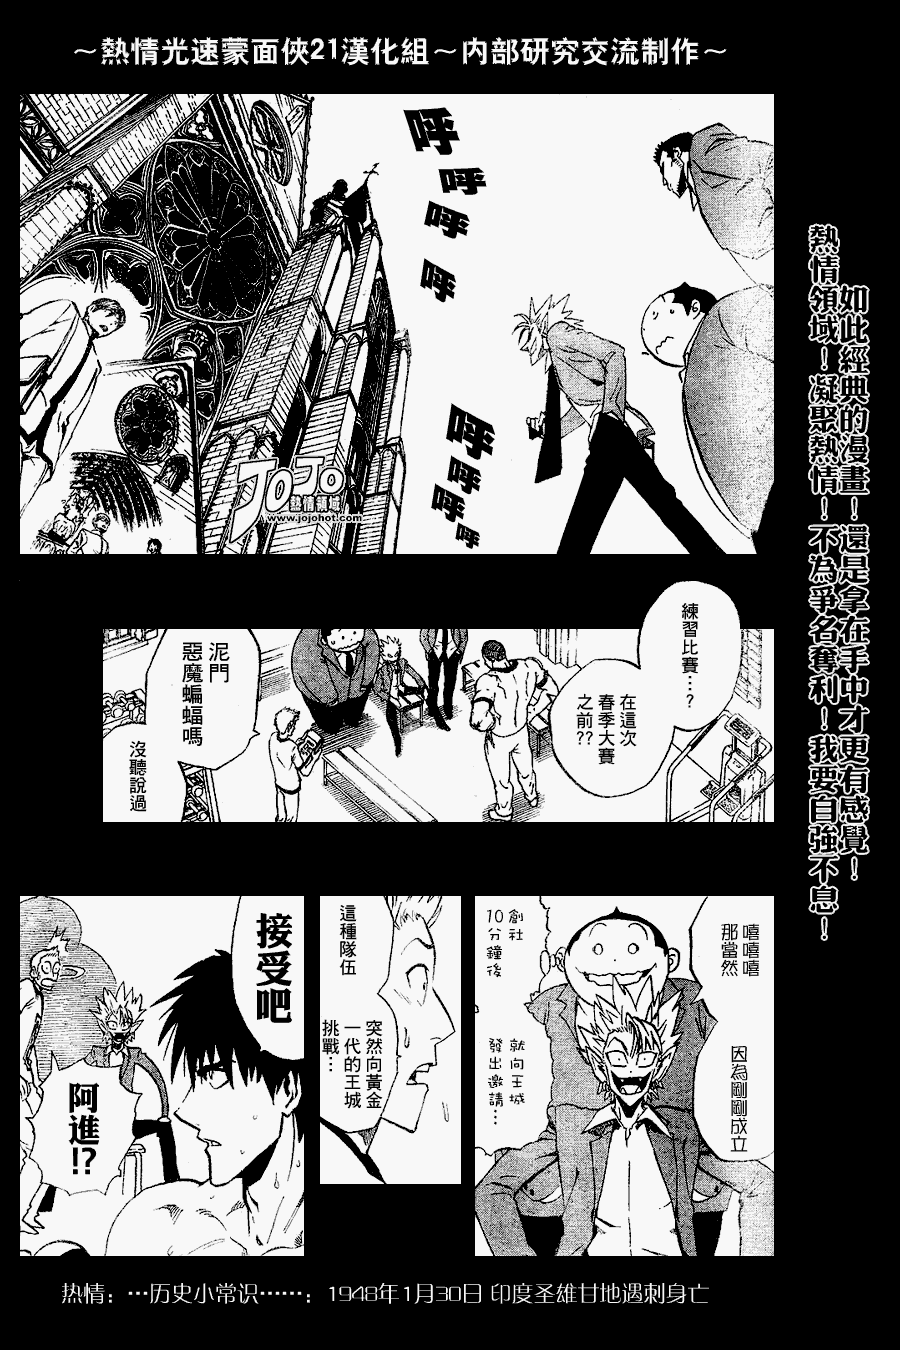 ～熱情光速蒙面俠21漢化組～内部研究交流制作～
如此經典的漫畫！還是拿在手中才更有感覺！
熱情領域！凝聚熱情！不為爭名奪利！我要自強不息！
呼
呼
呼
呼
呼
呼
呼
呼
JOJO
熱情領域
www.jojohot.com
練習比賽…？
在這次
春季大賽
之前??
泥門
惡魔蝙蝠嗎
沒聽說過
嘻嘻嘻
那當然
因為剛剛成立
創社
10分鐘後
就向王城
發出邀請…
這種隊伍
突然向黃金
一代的王城
挑戰…
接受吧
阿進!?
热情：…历史小常识……：1948年1月30日 印度圣雄甘地遇刺身亡